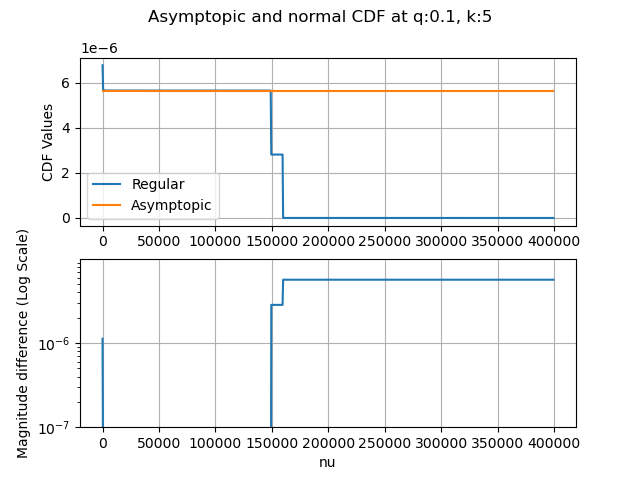 Asymptopic and normal CDF at q:0.1, k:5
1e−6
6
4
2
0
CDF Values
Regular
Asymptopic
0 50000 100000 150000 200000 250000 300000 350000 400000
Magnitude difference (Log Scale)
10^−6
10^−7
0 50000 100000 150000 200000 250000 300000 350000 400000
nu